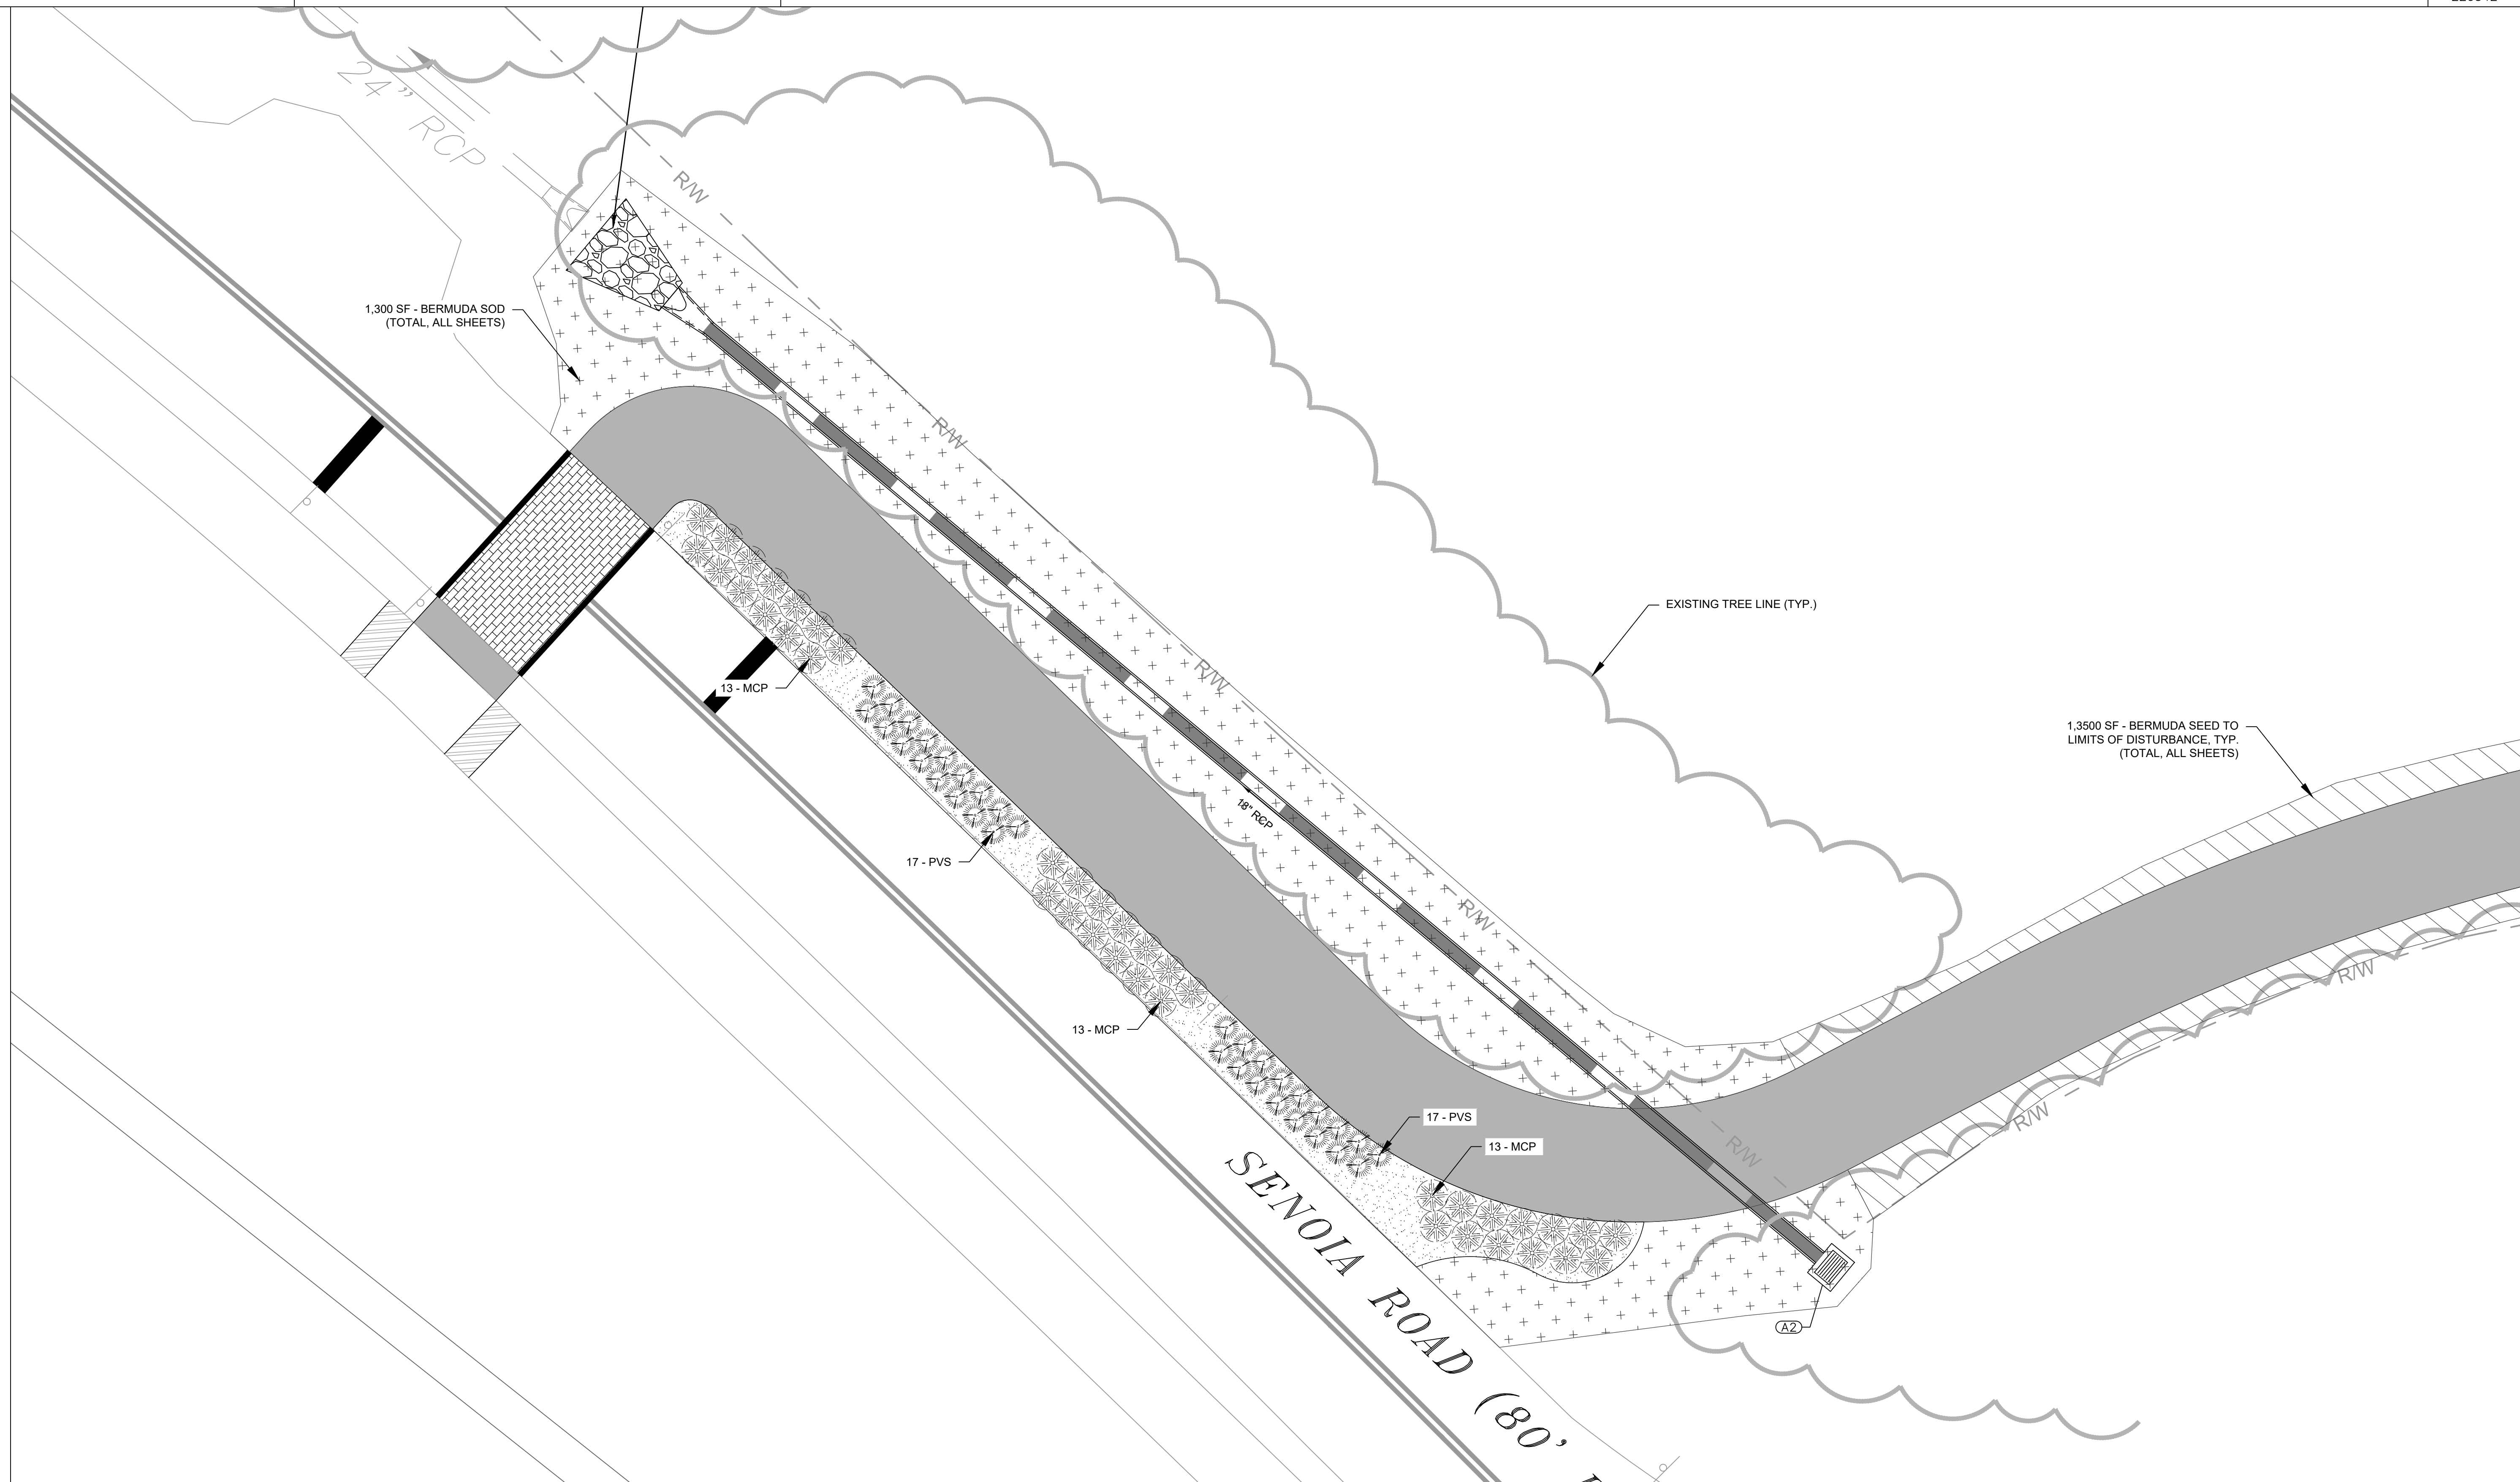 24" RCP
R/W
1,300 SF - BERMUDA SOD
(TOTAL, ALL SHEETS)
R/W
EXISTING TREE LINE (TYP.)
R/W
13 - MCP
1,3500 SF - BERMUDA SEED TO
LIMITS OF DISTURBANCE, TYP.
(TOTAL, ALL SHEETS)
18" RCP
17 - PVS
R/W
R/W
13 - MCP
17 - PVS
R/W
13 - MCP
R/W
SENOIA ROAD (80'
A2